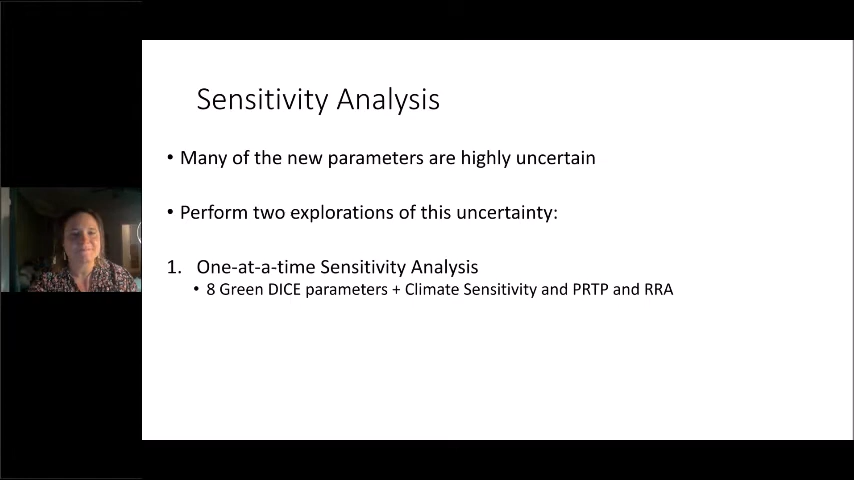 Sensitivity Analysis
• Many of the new parameters are highly uncertain
• Perform two explorations of this uncertainty:
1. One-at-a-time Sensitivity Analysis
• 8 Green DICE parameters + Climate Sensitivity and PRTP and RRA